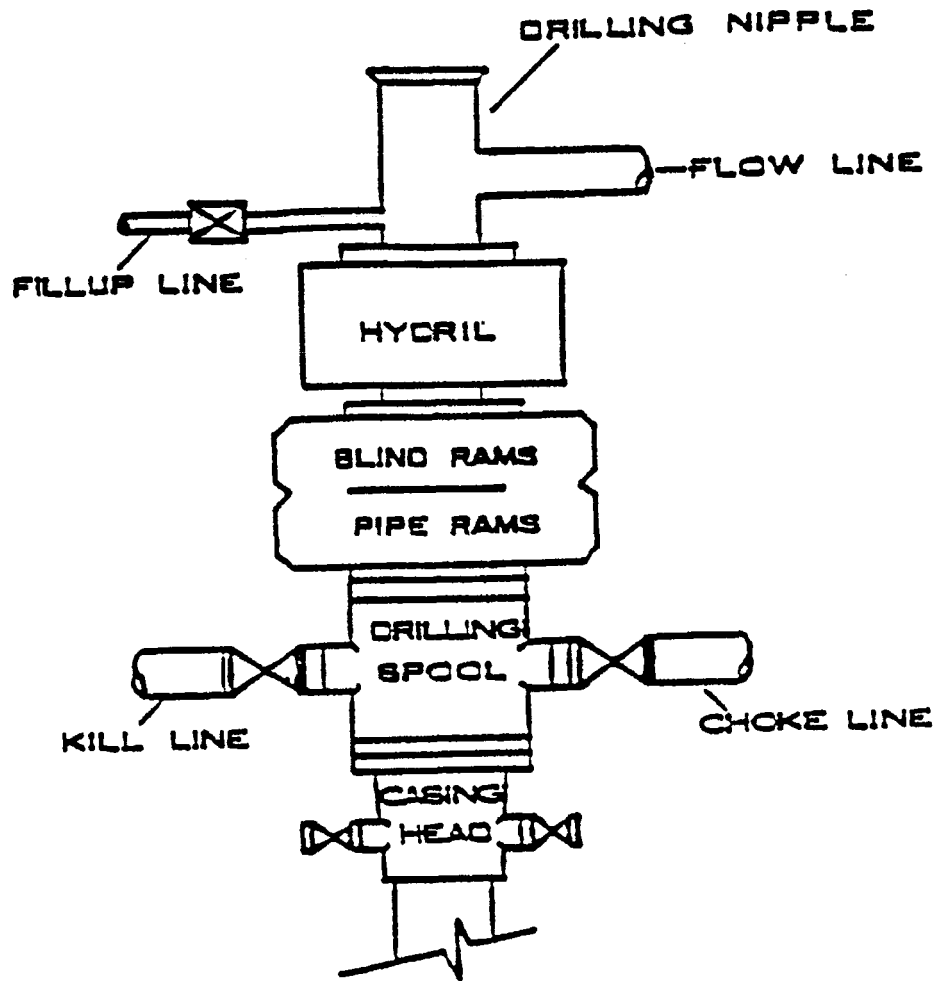 DRILLING NIPPLE
FLOW LINE
FILLUP LINE
HYDRIL
BLIND RAMS
PIPE RAMS
DRILLING
SPOOL
KILL LINE
CHOKE LINE
CASING
HEAD